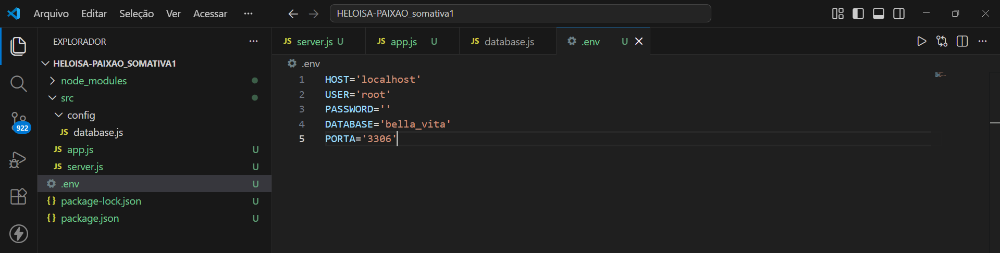 Arquivo Editar Seleção Ver Acessar ··· HELOISA-PAIXAO_somativa1
EXPLORADOR ···
HELOISA-PAIXAO_SOMATIVA1
node_modules
src
config
JS database.js
JS app.js U
JS server.js U
.env U
{} package-lock.json U
{} package.json U
922
JS server.js U JS app.js U JS database.js .env U
.env
1 HOST='localhost'
2 USER='root'
3 PASSWORD=''
4 DATABASE='bella_vita'
5 PORTA='3306'